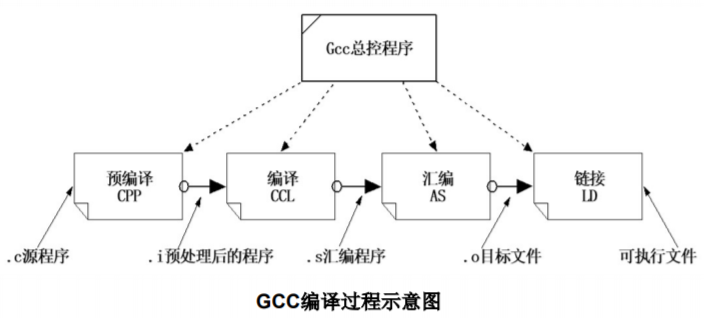 Gcc总控程序
预编译
CPP
编译
CCL
汇编
AS
链接
LD
.c源程序
.i预处理后的程序
.s汇编程序
.o目标文件
可执行文件
GCC编译过程示意图